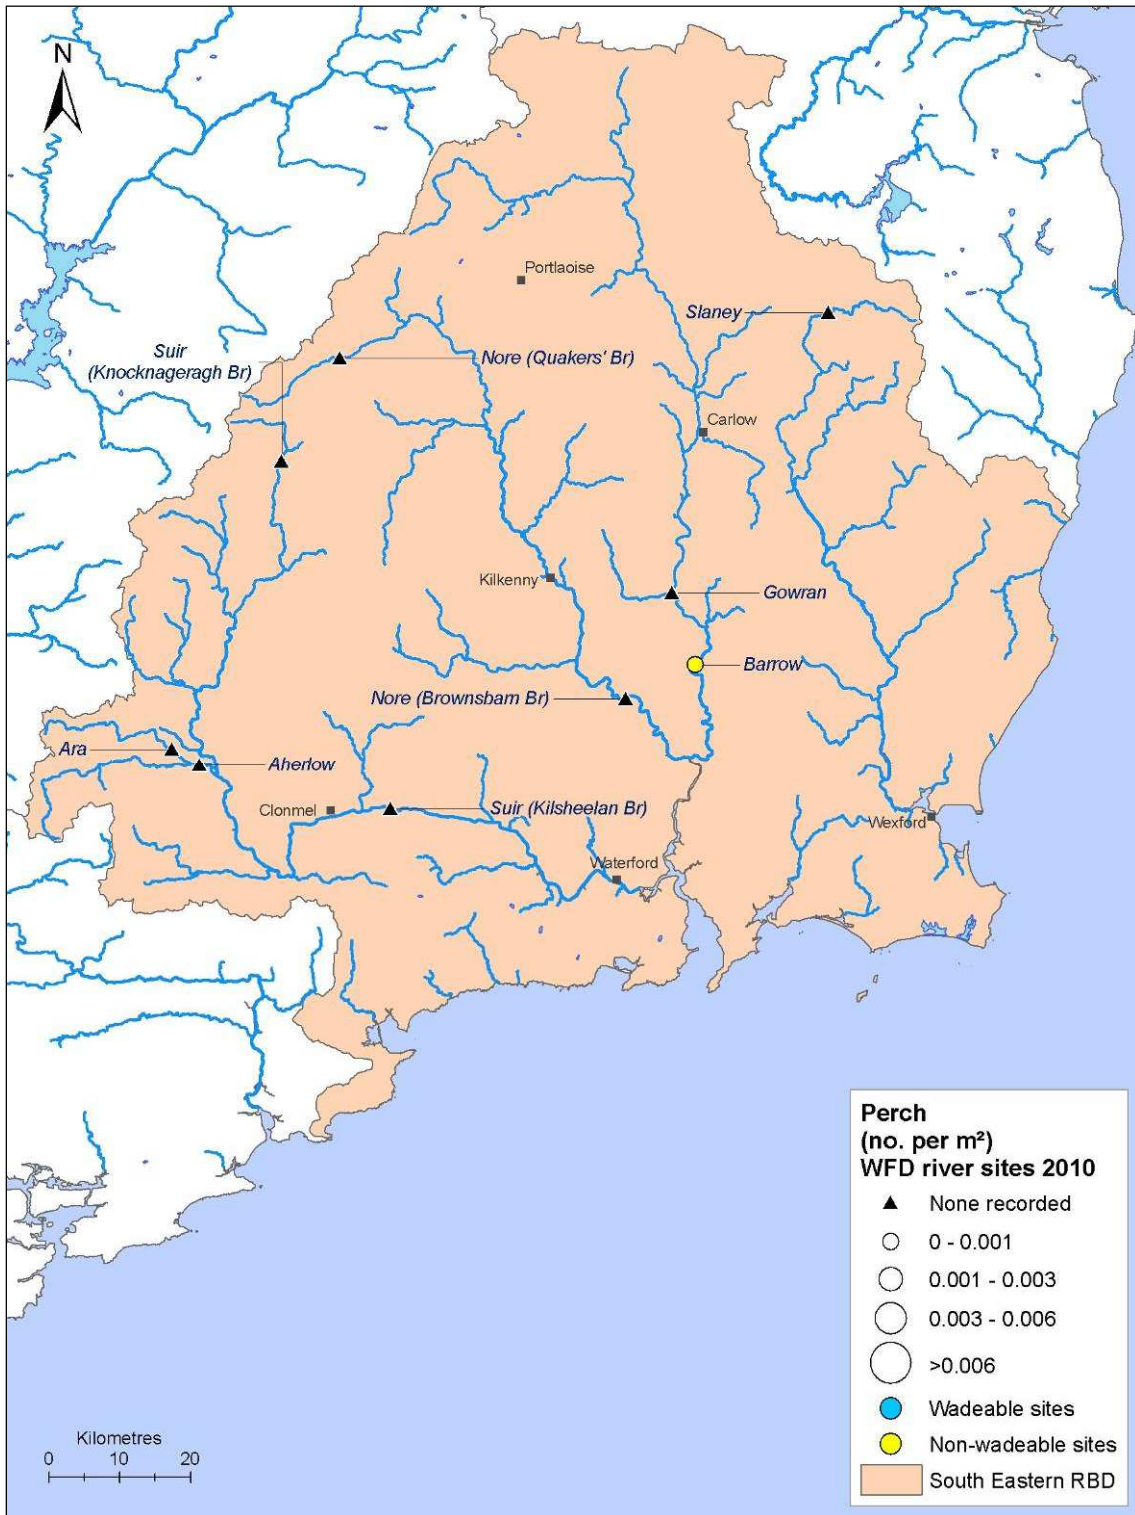 N
Portlaoise
Slaney
Suir
(Knocknageragh Br)
Nore (Quakers' Br)
Carlow
Kilkenny
Gowran
Barrow
Nore (Brownsbarn Br)
Ara
Aherlow
Clonmel
Suir (Kilsheelan Br)
Wexford
Waterford
Perch
(no. per m²)
WFD river sites 2010
None recorded
0 - 0.001
0.001 - 0.003
0.003 - 0.006
>0.006
Wadeable sites
Non-wadeable sites
South Eastern RBD
Kilometres
0 10 20